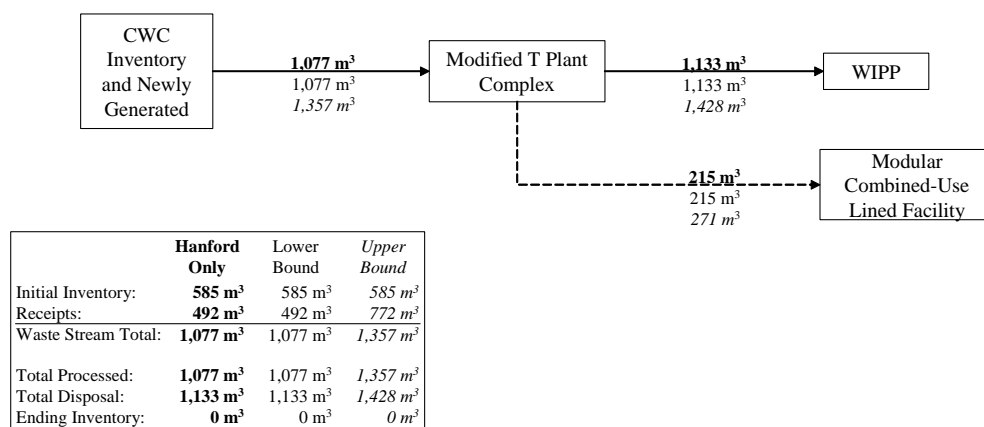 CWC
Inventory
and Newly
Generated
1,077 m³
1,077 m³
1,357 m³
Modified T Plant
Complex
1,133 m³
1,133 m³
1,428 m³
WIPP
215 m³
215 m³
271 m³
Modular
Combined-Use
Lined Facility
Hanford Lower Upper
Only Bound Bound
Initial Inventory: 585 m³ 585 m³ 585 m³
Receipts: 492 m³ 492 m³ 772 m³
Waste Stream Total: 1,077 m³ 1,077 m³ 1,357 m³
Total Processed: 1,077 m³ 1,077 m³ 1,357 m³
Total Disposal: 1,133 m³ 1,133 m³ 1,428 m³
Ending Inventory: 0 m³ 0 m³ 0 m³